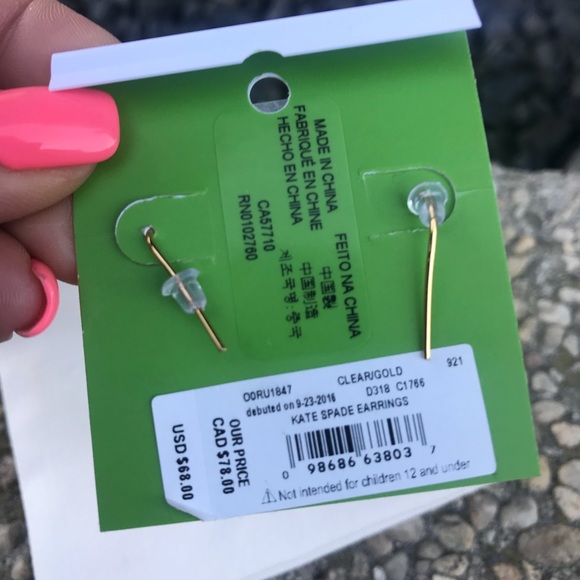 MADE IN CHINA
FABRIQUÉ EN CHINE
HECHO EN CHINA
CA57710
RN0102760
FEITO NA CHINA
中国製
中国制造
제조국명: 중국
O0RU1847
CLEAR/GOLD
921
debuted on 9-23-2016
D318 C1766
KATE SPADE EARRINGS
OUR PRICE
CAD $78.00
USD $68.00
0 98686 63803 7
⚠Not intended for children 12 and under